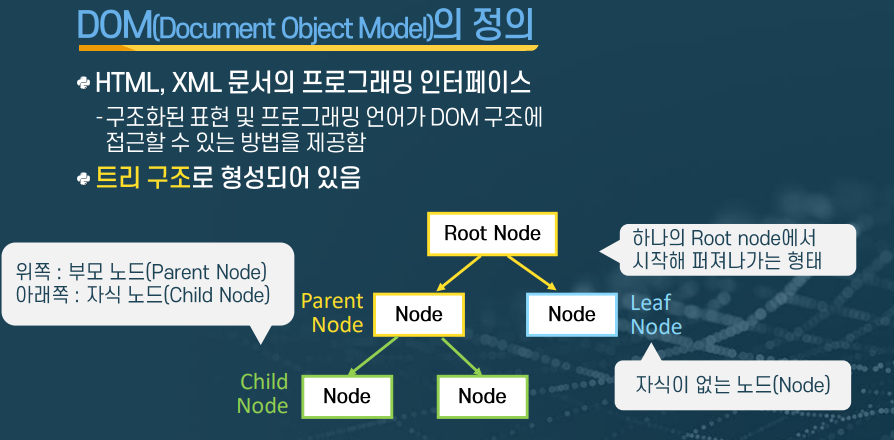 DOM(Document Object Model)의 정의
HTML, XML 문서의 프로그래밍 인터페이스
-구조화된 표현 및 프로그래밍 언어가 DOM 구조에
접근할 수 있는 방법을 제공함
트리 구조로 형성되어 있음
Root Node
하나의 Root node에서
시작해 퍼져나가는 형태
위쪽 : 부모 노드(Parent Node)
아래쪽 : 자식 노드(Child Node)
Parent
Node
Node
Node
Leaf
Node
Child
Node
Node
Node
자식이 없는 노드(Node)